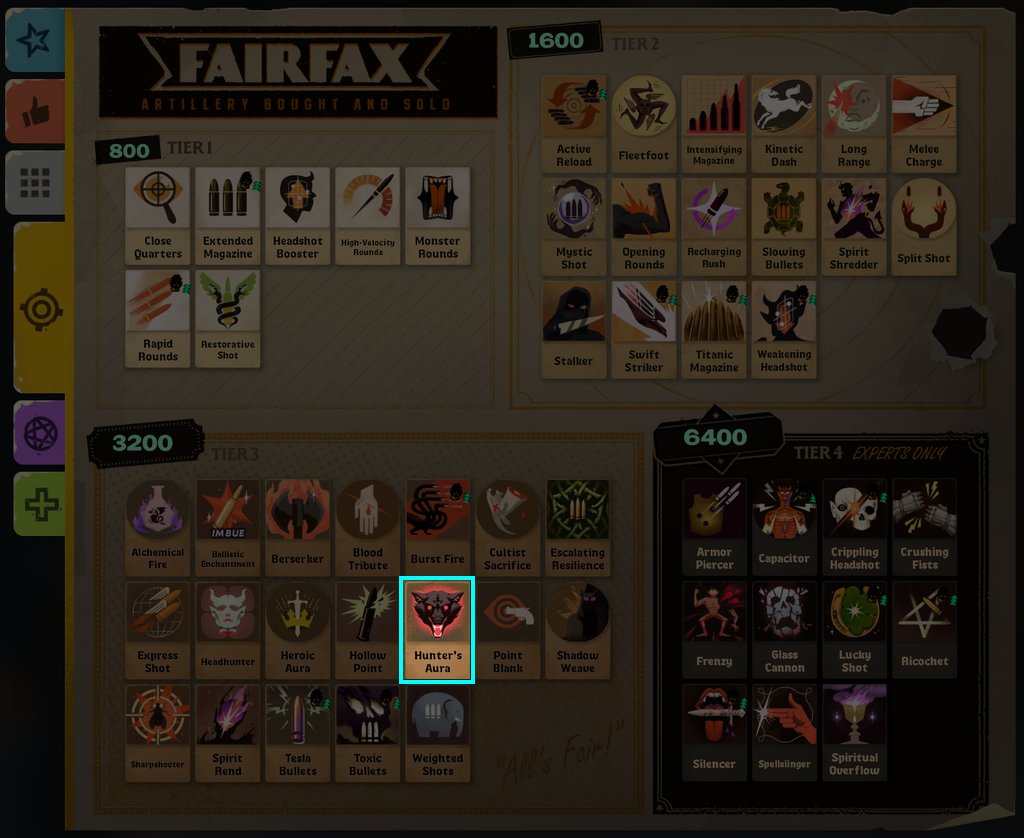 FAIRFAX
ARTILLERY BOUGHT AND SOLD
800 TIER 1
Close Quarters
Extended Magazine
Headshot Booster
High-Velocity Rounds
Monster Rounds
Rapid Rounds
Restorative Shot
1600 TIER 2
Active Reload
Fleetfoot
Intensifying Magazine
Kinetic Dash
Long Range
Melee Charge
Mystic Shot
Opening Rounds
Recharging Rush
Slowing Bullets
Spirit Shredder
Split Shot
Stalker
Swift Striker
Titanic Magazine
Weakening Headshot
3200 TIER 3
Alchemical Fire
IMBUE
Ballistic Enchantment
Berserker
Blood Tribute
Burst Fire
Cultist Sacrifice
Escalating Resilience
Express Shot
Headhunter
Heroic Aura
Hollow Point
Hunter's Aura
Point Blank
Shadow Weave
Sharpshooter
Spirit Rend
Tesla Bullets
Toxic Bullets
Weighted Shots
"All's Fair!"
6400 TIER 4 EXPERTS ONLY
Armor Piercer
Capacitor
Crippling Headshot
Crushing Fists
Frenzy
Glass Cannon
Lucky Shot
Ricochet
Silencer
Spellslinger
Spiritual Overflow